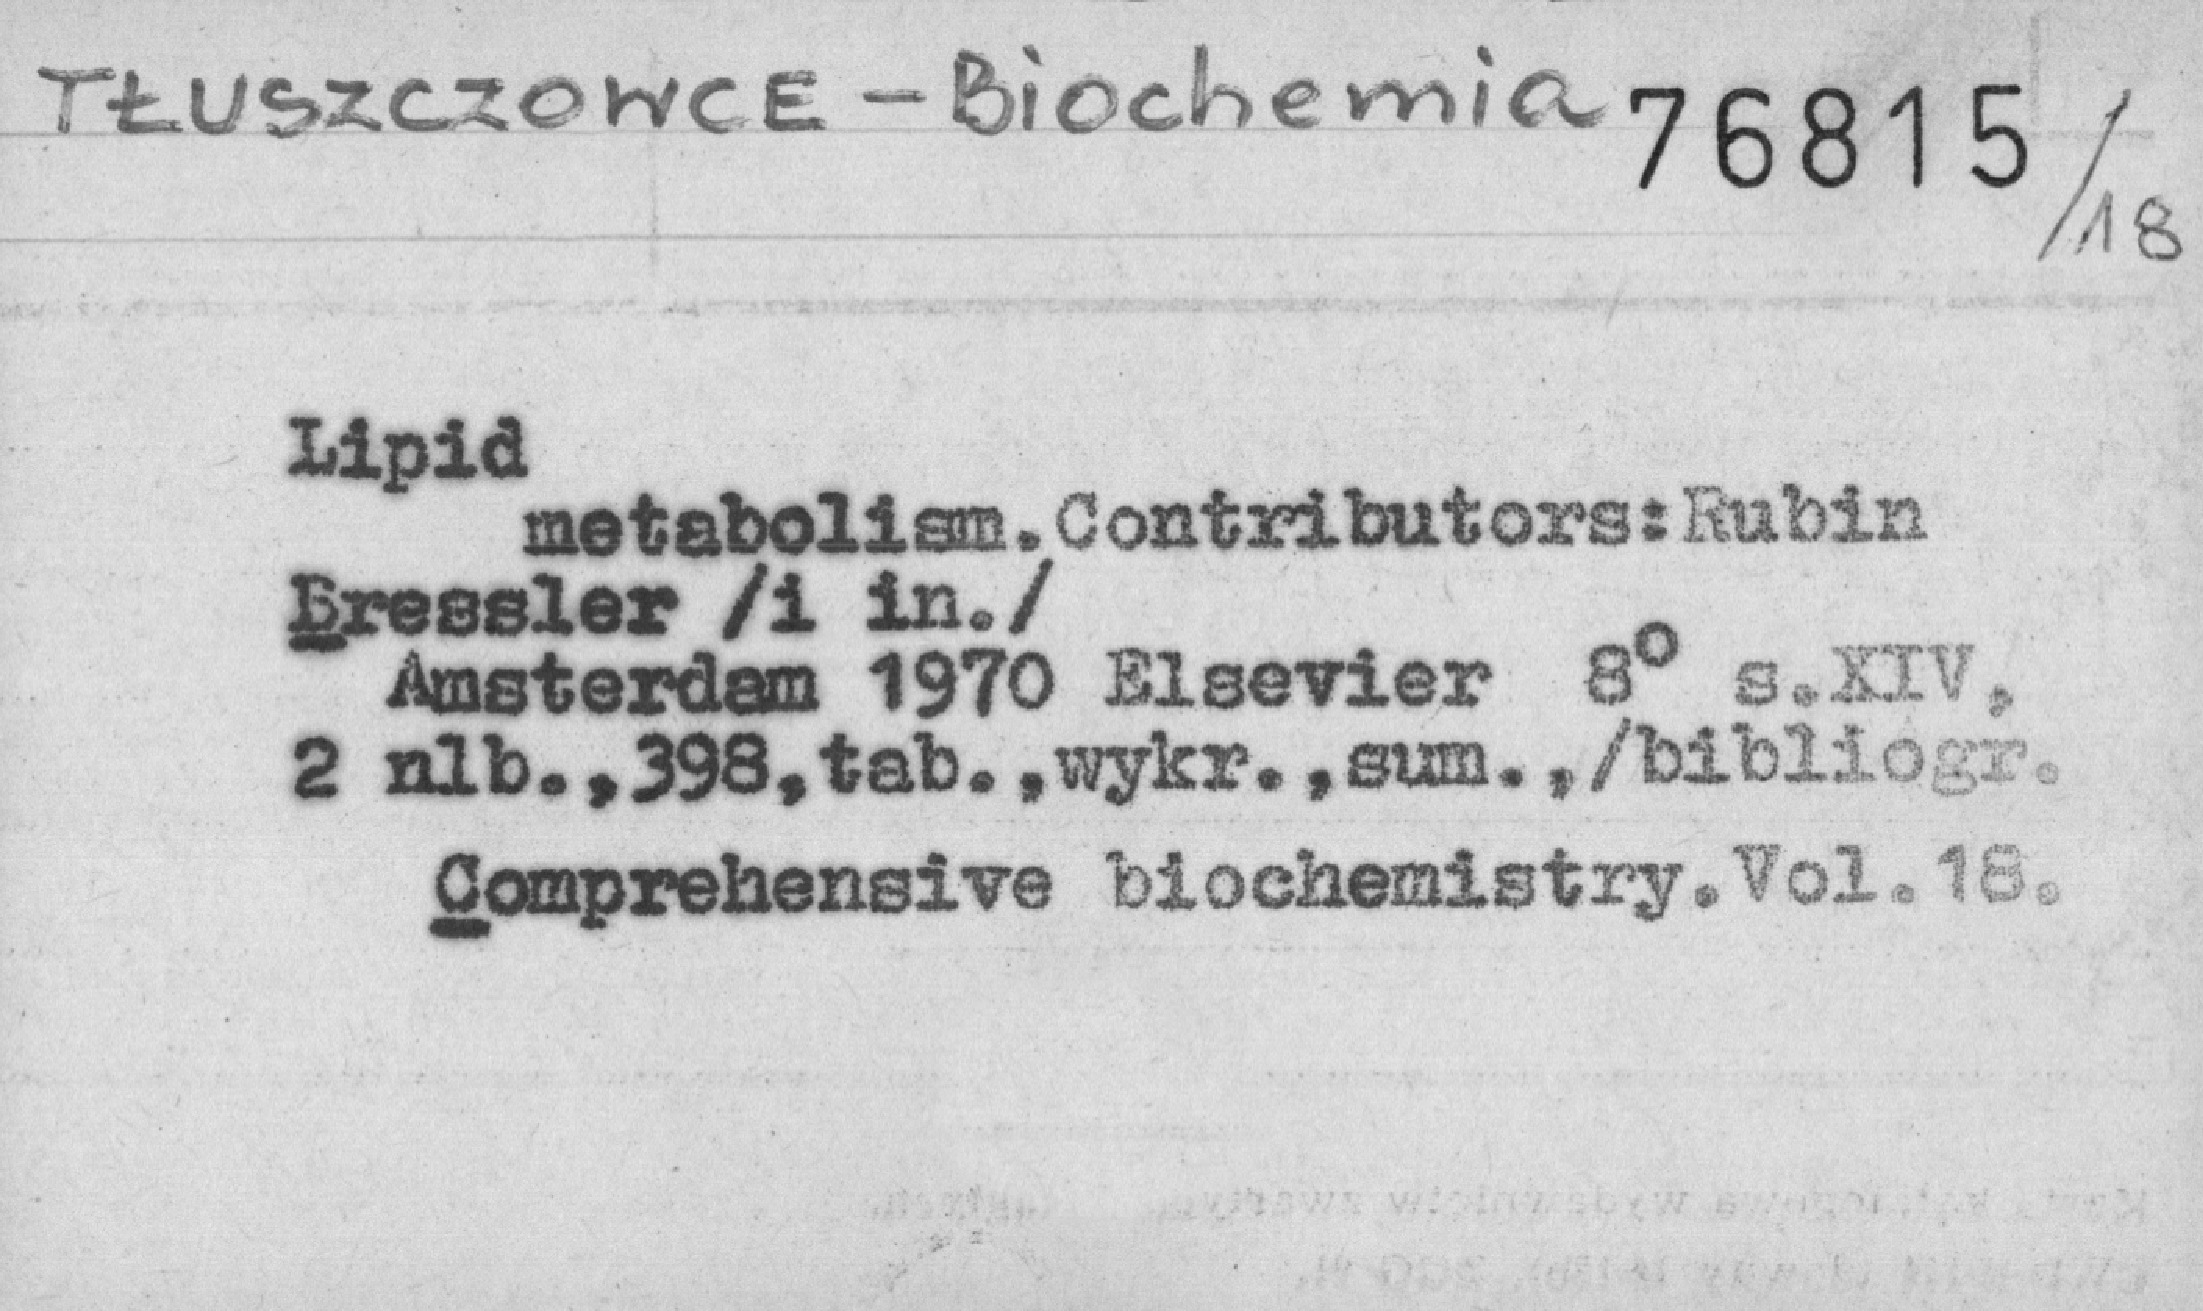 TŁUSZCZOWCE – Biochemia 76815/18
Lipid
metabolism.Contributors:Rubin
Bressler /i in./
Amsterdam 1970 Elsevier 8° s.XIV,
2 nlb.,398,tab.,wykr.,sum.,/bibliogr.
Comprehensive biochemistry.Vol.18.